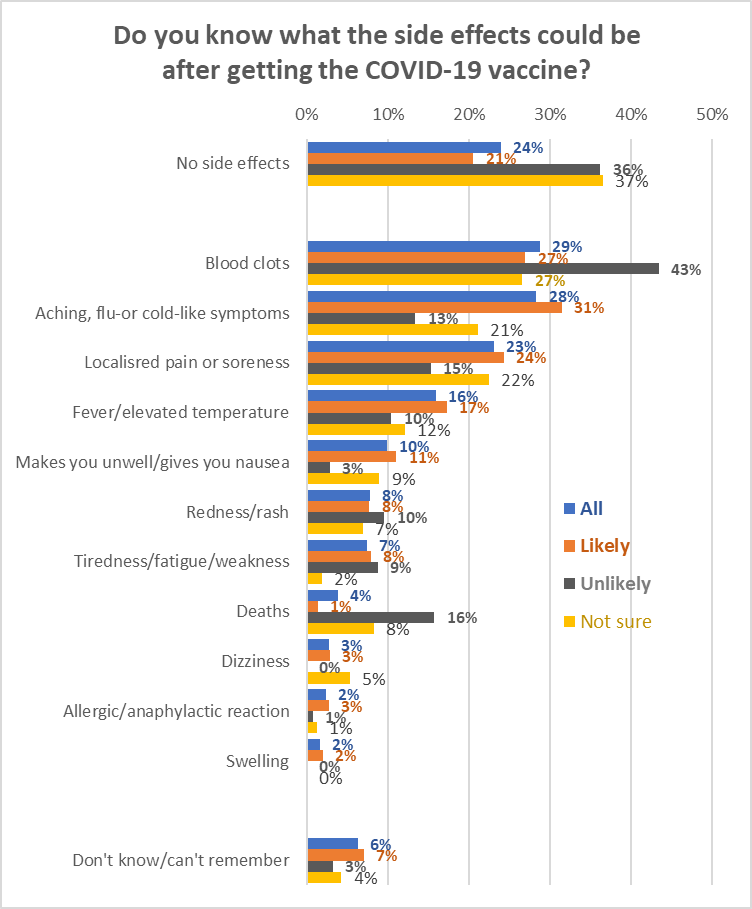 Do you know what the side effects could be
after getting the COVID-19 vaccine?
0% 10% 20% 30% 40% 50%
No side effects
24%
21%
36%
37%
Blood clots
29%
27%
43%
27%
Aching, flu-or cold-like symptoms
28%
31%
13%
21%
Localisred pain or soreness
23%
24%
15%
22%
Fever/elevated temperature
16%
17%
10%
12%
Makes you unwell/gives you nausea
10%
11%
3%
9%
Redness/rash
8%
8%
10%
7%
Tiredness/fatigue/weakness
7%
8%
9%
2%
Deaths
4%
1%
16%
8%
Dizziness
3%
3%
0%
5%
Allergic/anaphylactic reaction
2%
3%
1%
1%
Swelling
2%
2%
0%
0%
Don't know/can't remember
6%
7%
3%
4%
All
Likely
Unlikely
Not sure